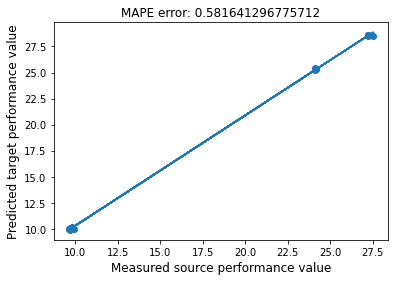 MAPE error: 0.581641296775712
Predicted target performance value
27.5
25.0
22.5
20.0
17.5
15.0
12.5
10.0
10.0 12.5 15.0 17.5 20.0 22.5 25.0 27.5
Measured source performance value